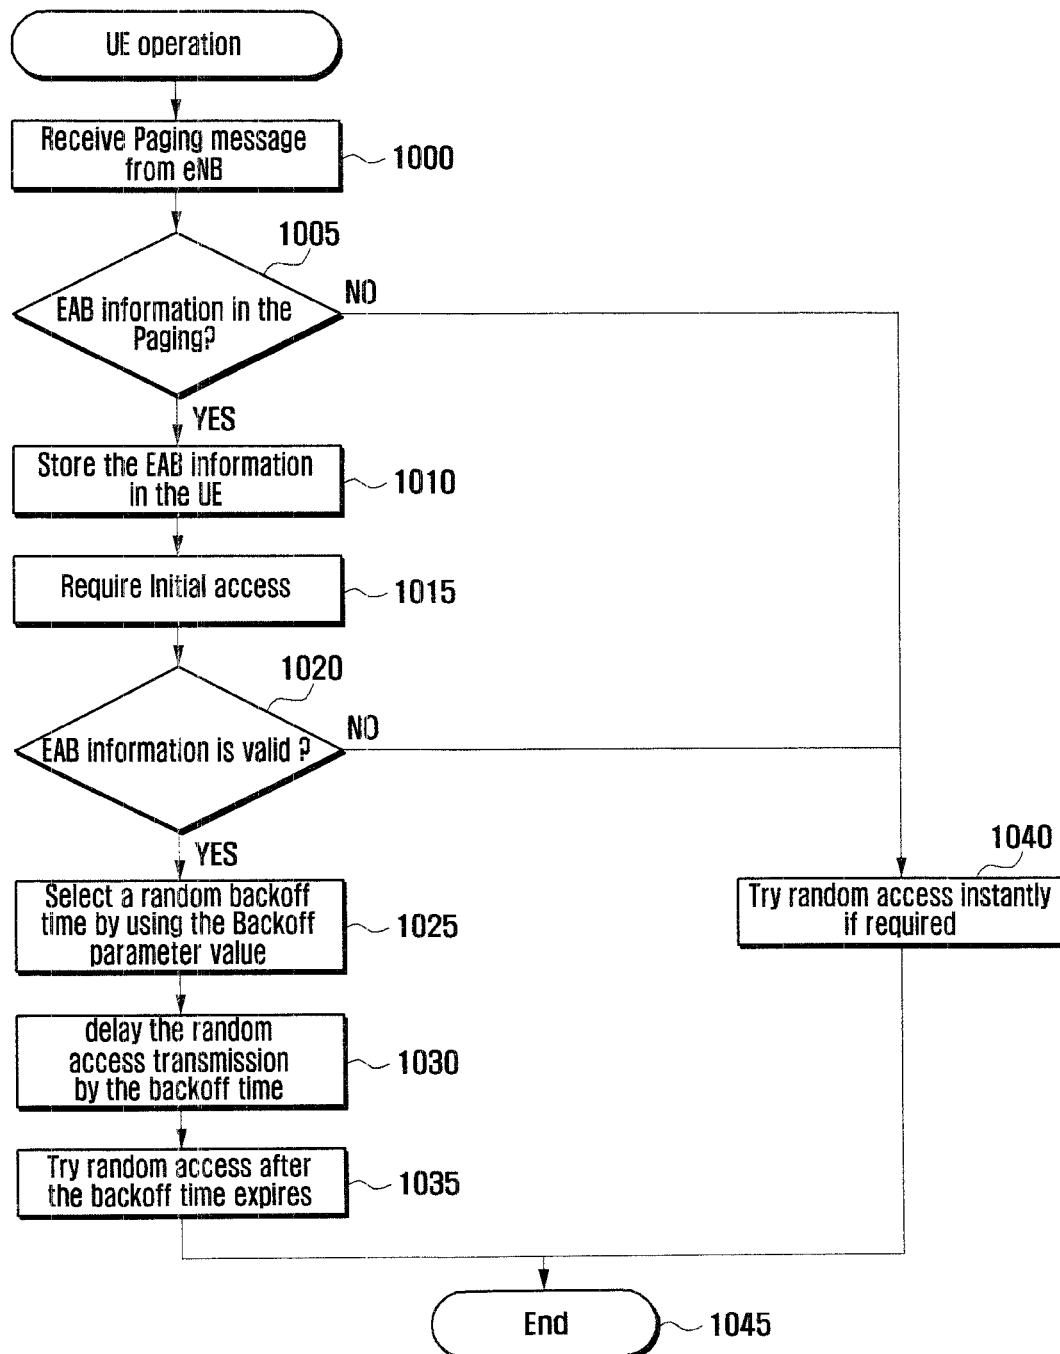 UE operation
Receive Paging message
from eNB
1000
1005
EAB information in the
Paging?
NO
YES
Store the EAB information
in the UE
1010
Require Initial access
1015
1020
EAB information is valid ?
NO
YES
Select a random backoff
time by using the Backoff
parameter value
1025
1040
Try random access instantly
if required
delay the random
access transmission
by the backoff time
1030
Try random access after
the backoff time expires
1035
End
1045